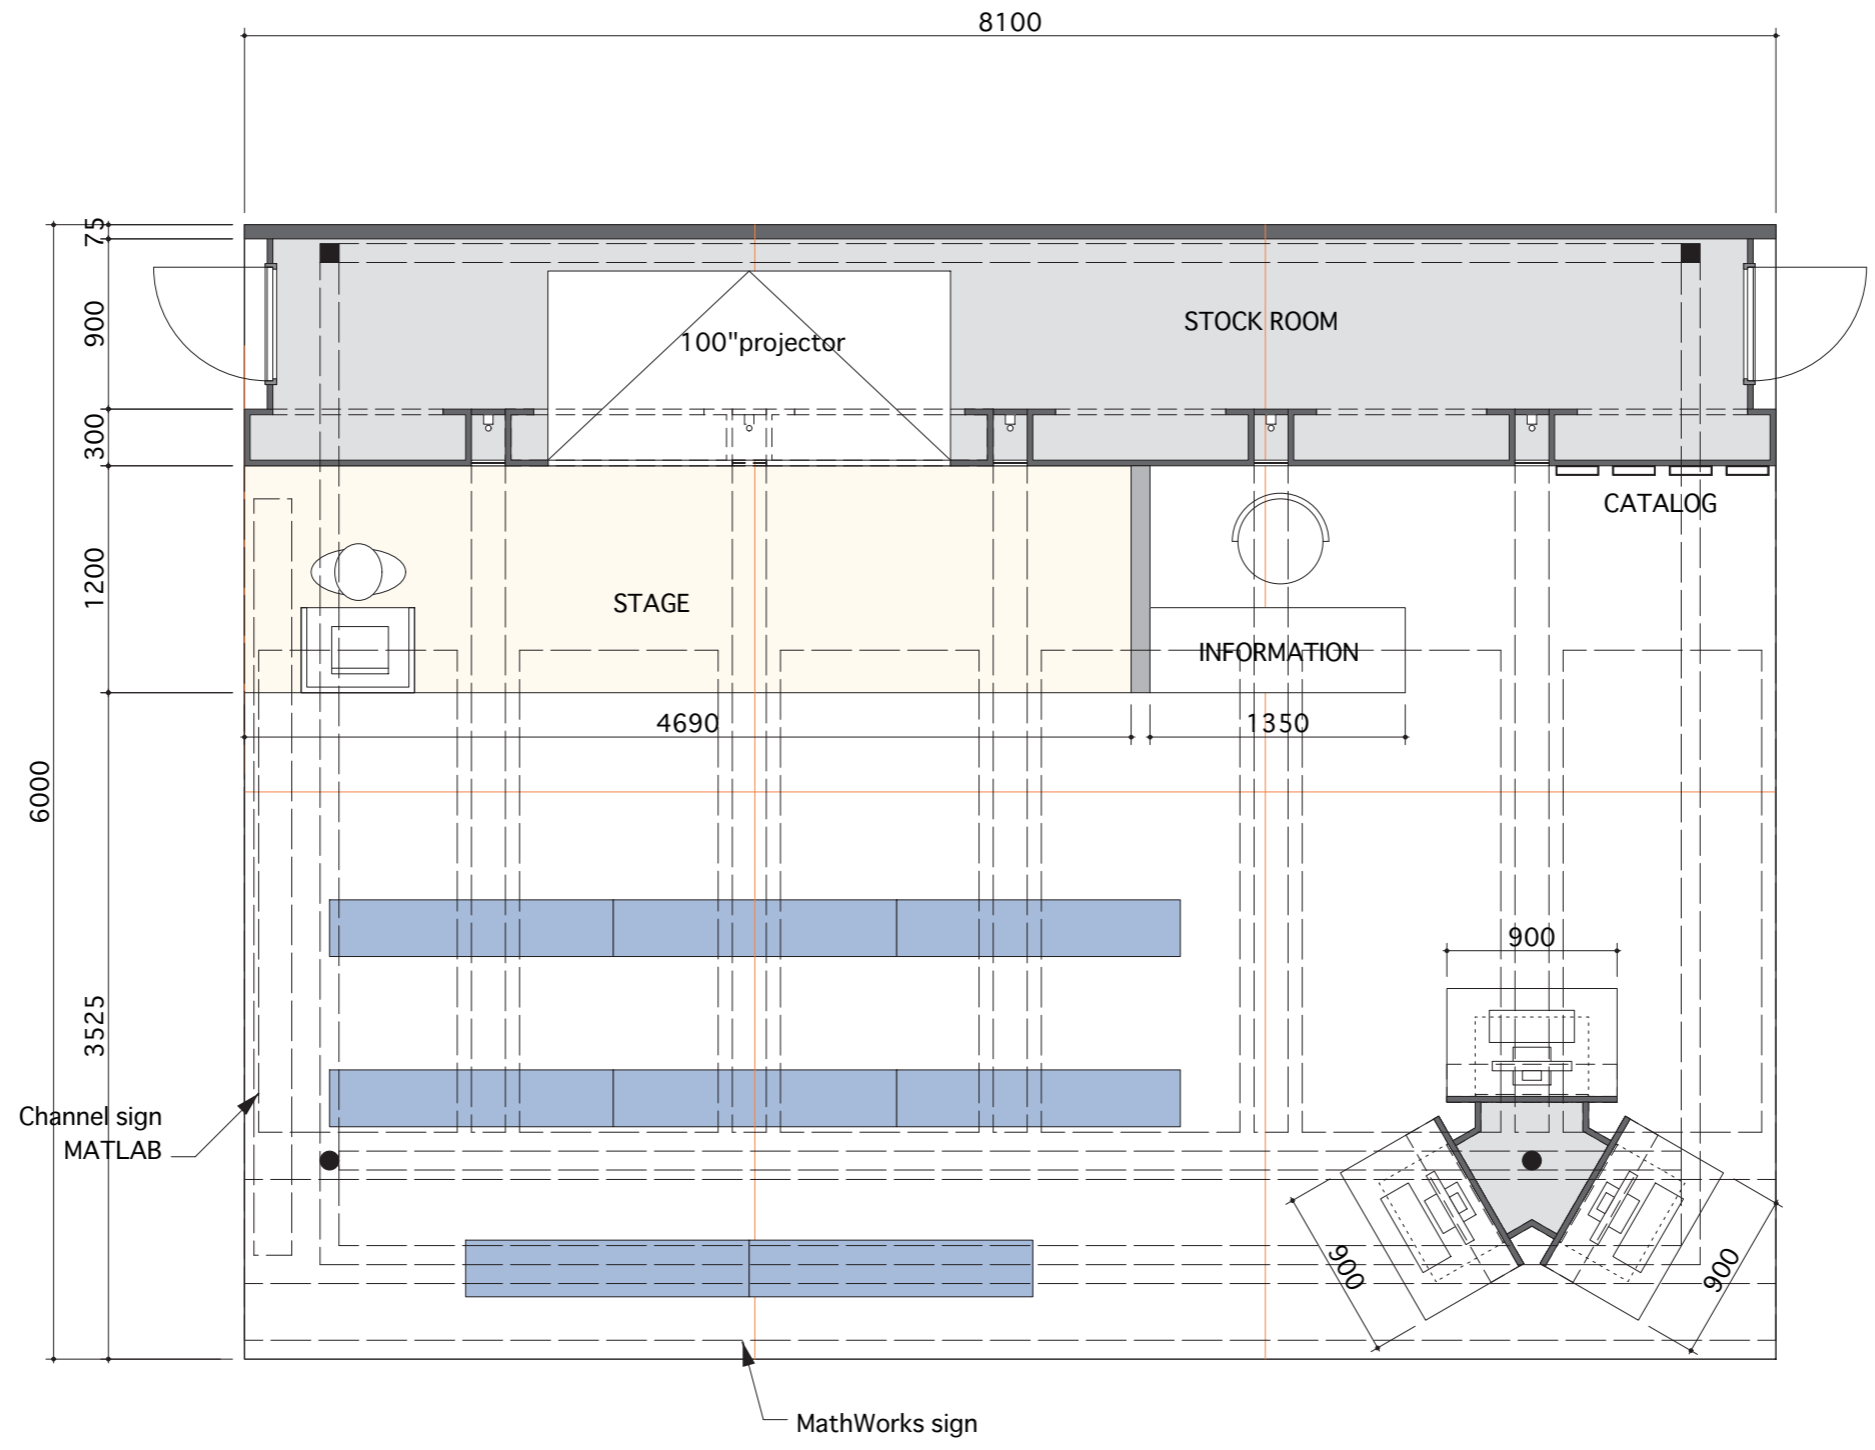 8100
75
900
300
1200
6000
3525
100"projector
STOCK ROOM
CATALOG
STAGE
INFORMATION
4690
1350
900
900
900
Channel sign
MATLAB
MathWorks sign